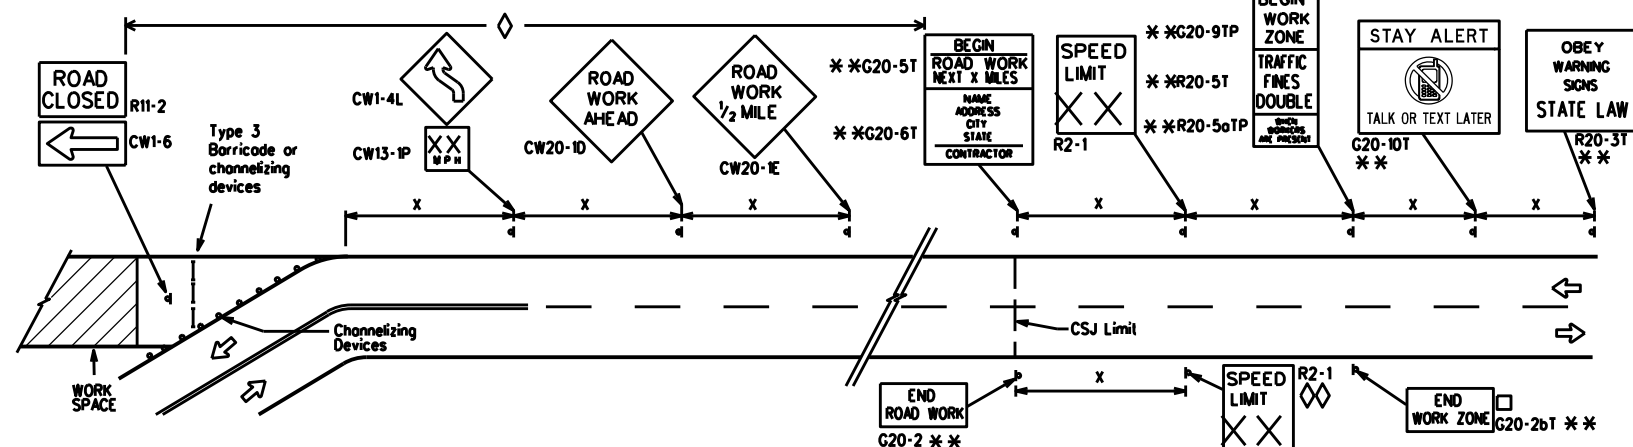 ROAD
CLOSED
R11-2
CW1-6
Type 3
Barricade or
channelizing
devices
CW1-4L
XX
MPH
CW13-1P
ROAD
WORK
AHEAD
CW20-1D
ROAD
WORK
1/2 MILE
CW20-1E
* *G20-5T
BEGIN
ROAD WORK
NEXT X MILES
* *G20-6T
NAME
ADDRESS
CITY
STATE
CONTRACTOR
SPEED
LIMIT
X X
R2-1
* *G20-9TP
* *R20-5T
* *R20-5aTP
BEGIN
WORK
ZONE
TRAFFIC
FINES
DOUBLE
WHEN
WORKERS
ARE PRESENT
STAY ALERT
TALK OR TEXT LATER
G20-10T
* *
OBEY
WARNING
SIGNS
STATE LAW
R20-3T
* *
X
X
X
X
X
X
X
Channelizing
Devices
CSJ Limit
WORK
SPACE
END
ROAD WORK
G20-2 * *
X
SPEED
LIMIT
X X
R2-1
END
WORK ZONE
G20-2bT * *